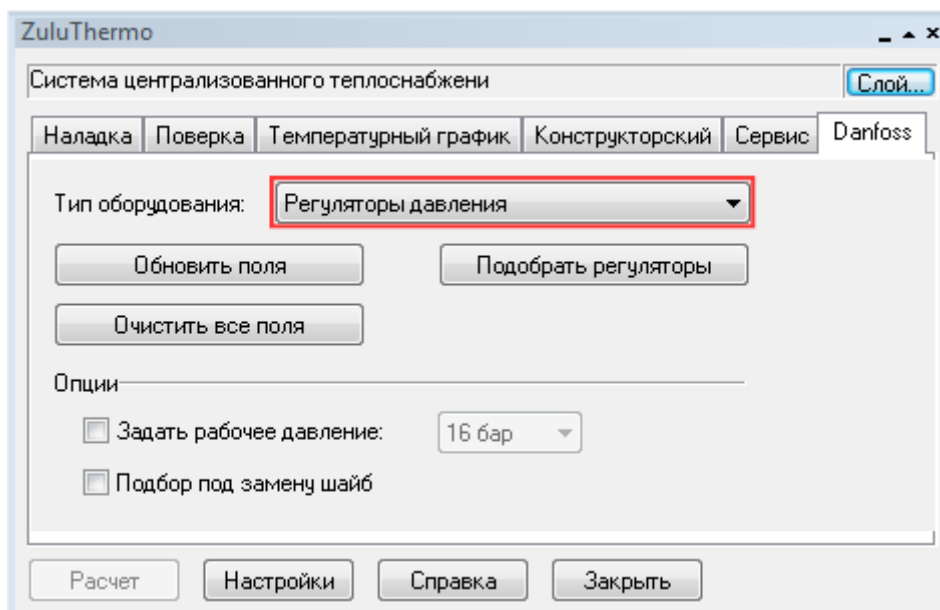 ZuluThermo
Система централизованного теплоснабжени
Слой...
Наладка Поверка Температурный график Конструкторский Сервис Danfoss
Тип оборудования: Регуляторы давления
Обновить поля Подобрать регуляторы
Очистить все поля
Опции
Задать рабочее давление: 16 бар
Подбор под замену шайб
Расчет Настройки Справка Закрыть